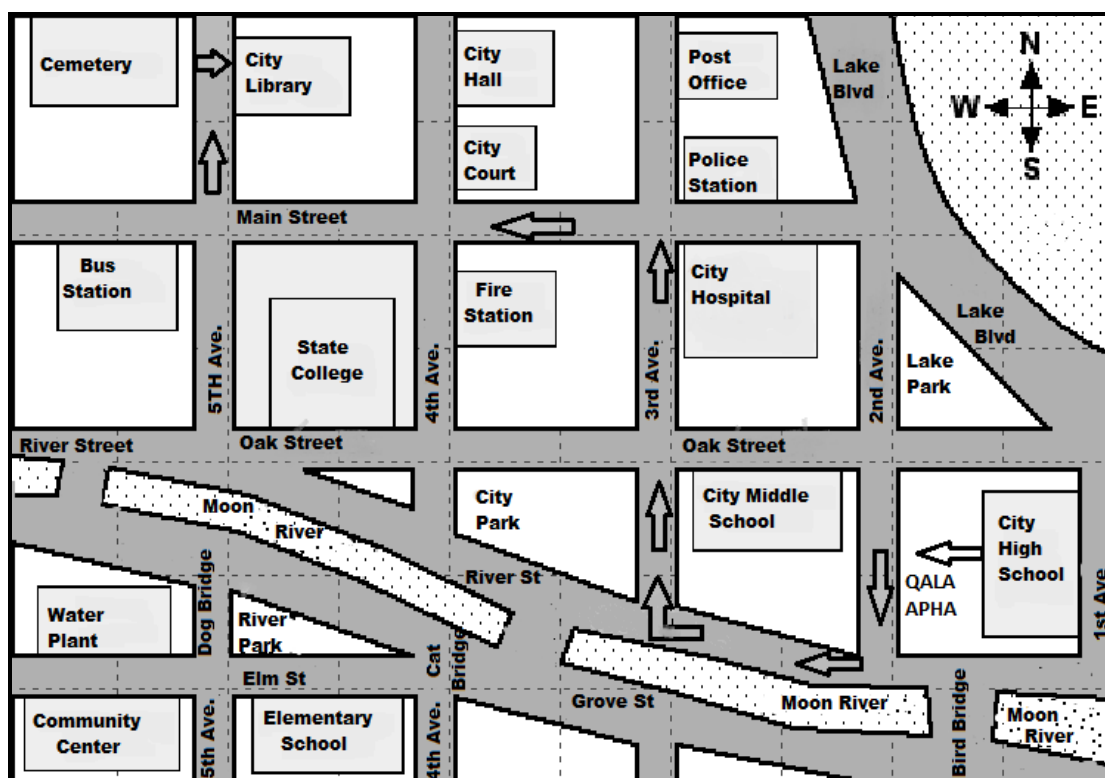 Cemetery
City
Library
City
Hall
Post
Office
Lake
Blvd
N
W
E
S
City
Court
Police
Station
Main Street
Bus
Station
Fire
Station
City
Hospital
State
College
5TH Ave.
4th Ave.
3rd Ave.
2nd Ave.
Lake
Blvd
Lake
Park
River Street
Oak Street
Oak Street
Moon
River
City
Park
City Middle
School
City
High
School
QALA
APHA
1st Ave
River St
Dog Bridge
Water
Plant
River
Park
Cat
Bridge
Elm St
Grove St
Moon River
Bird Bridge
Moon
River
Community
Center
5th Ave.
Elementary
School
4th Ave.